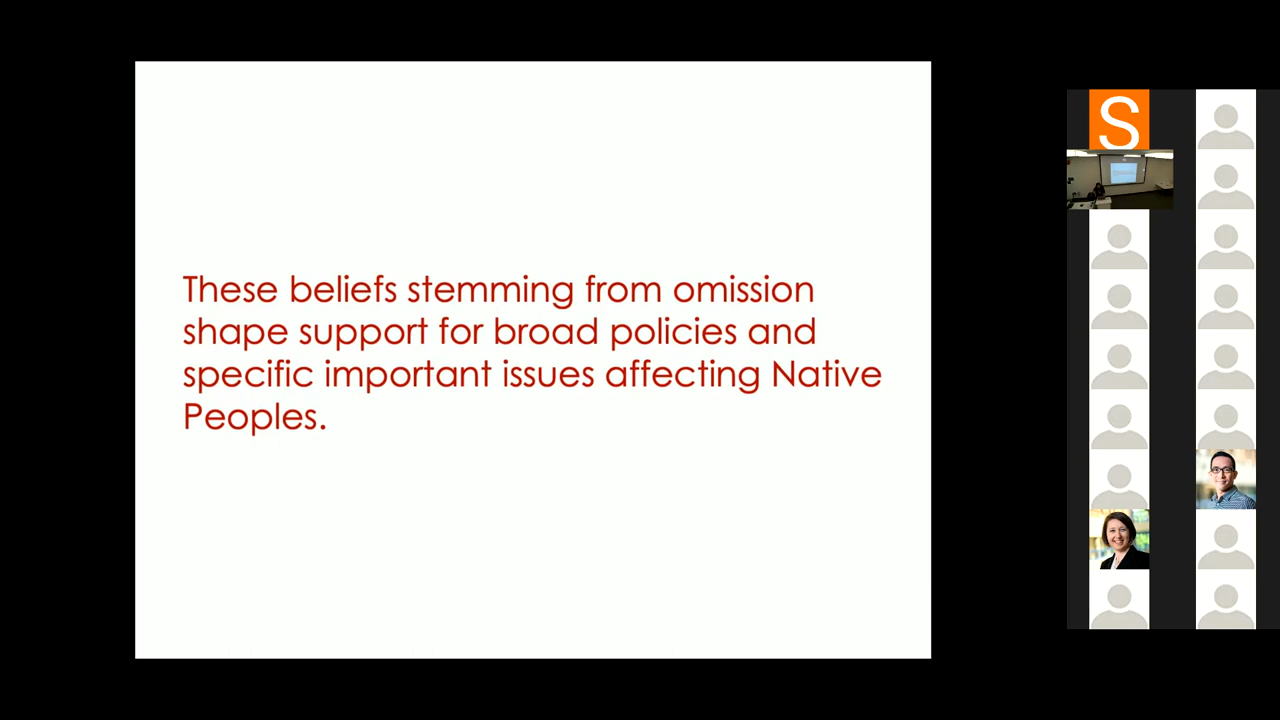 These beliefs stemming from omission
shape support for broad policies and
specific important issues affecting Native
Peoples.
S